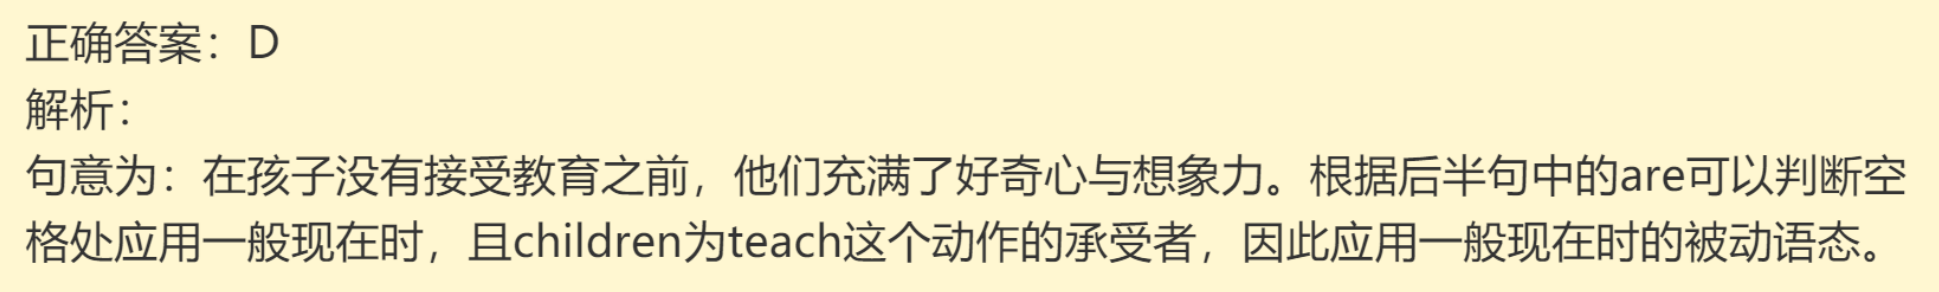 正确答案：D
解析：
句意为：在孩子没有接受教育之前，他们充满了好奇心与想象力。根据后半句中的are可以判断空
格处应用一般现在时，且children为teach这个动作的承受者，因此应用一般现在时的被动语态。